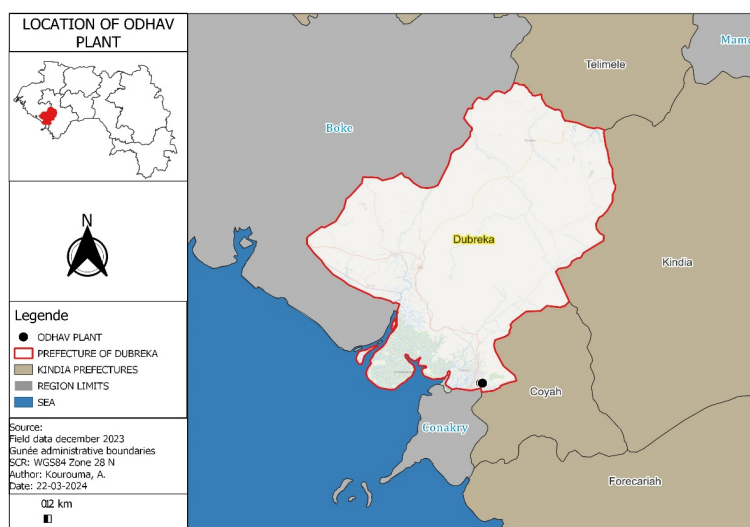 LOCATION OF ODHAV
PLANT
N
Legende
ODHAV PLANT
PREFECTURE OF DUBREKA
KINDIA PREFECTURES
REGION LIMITS
SEA
Source:
Field data december 2023
Gunée administrative boundaries
SCR: WGS84 Zone 28 N
Author: Kourouma, A.
Date: 22-03-2024
012 km
Telimele
Mamo
Boke
Dubreka
Kindia
Coyah
Conakry
Forecariah